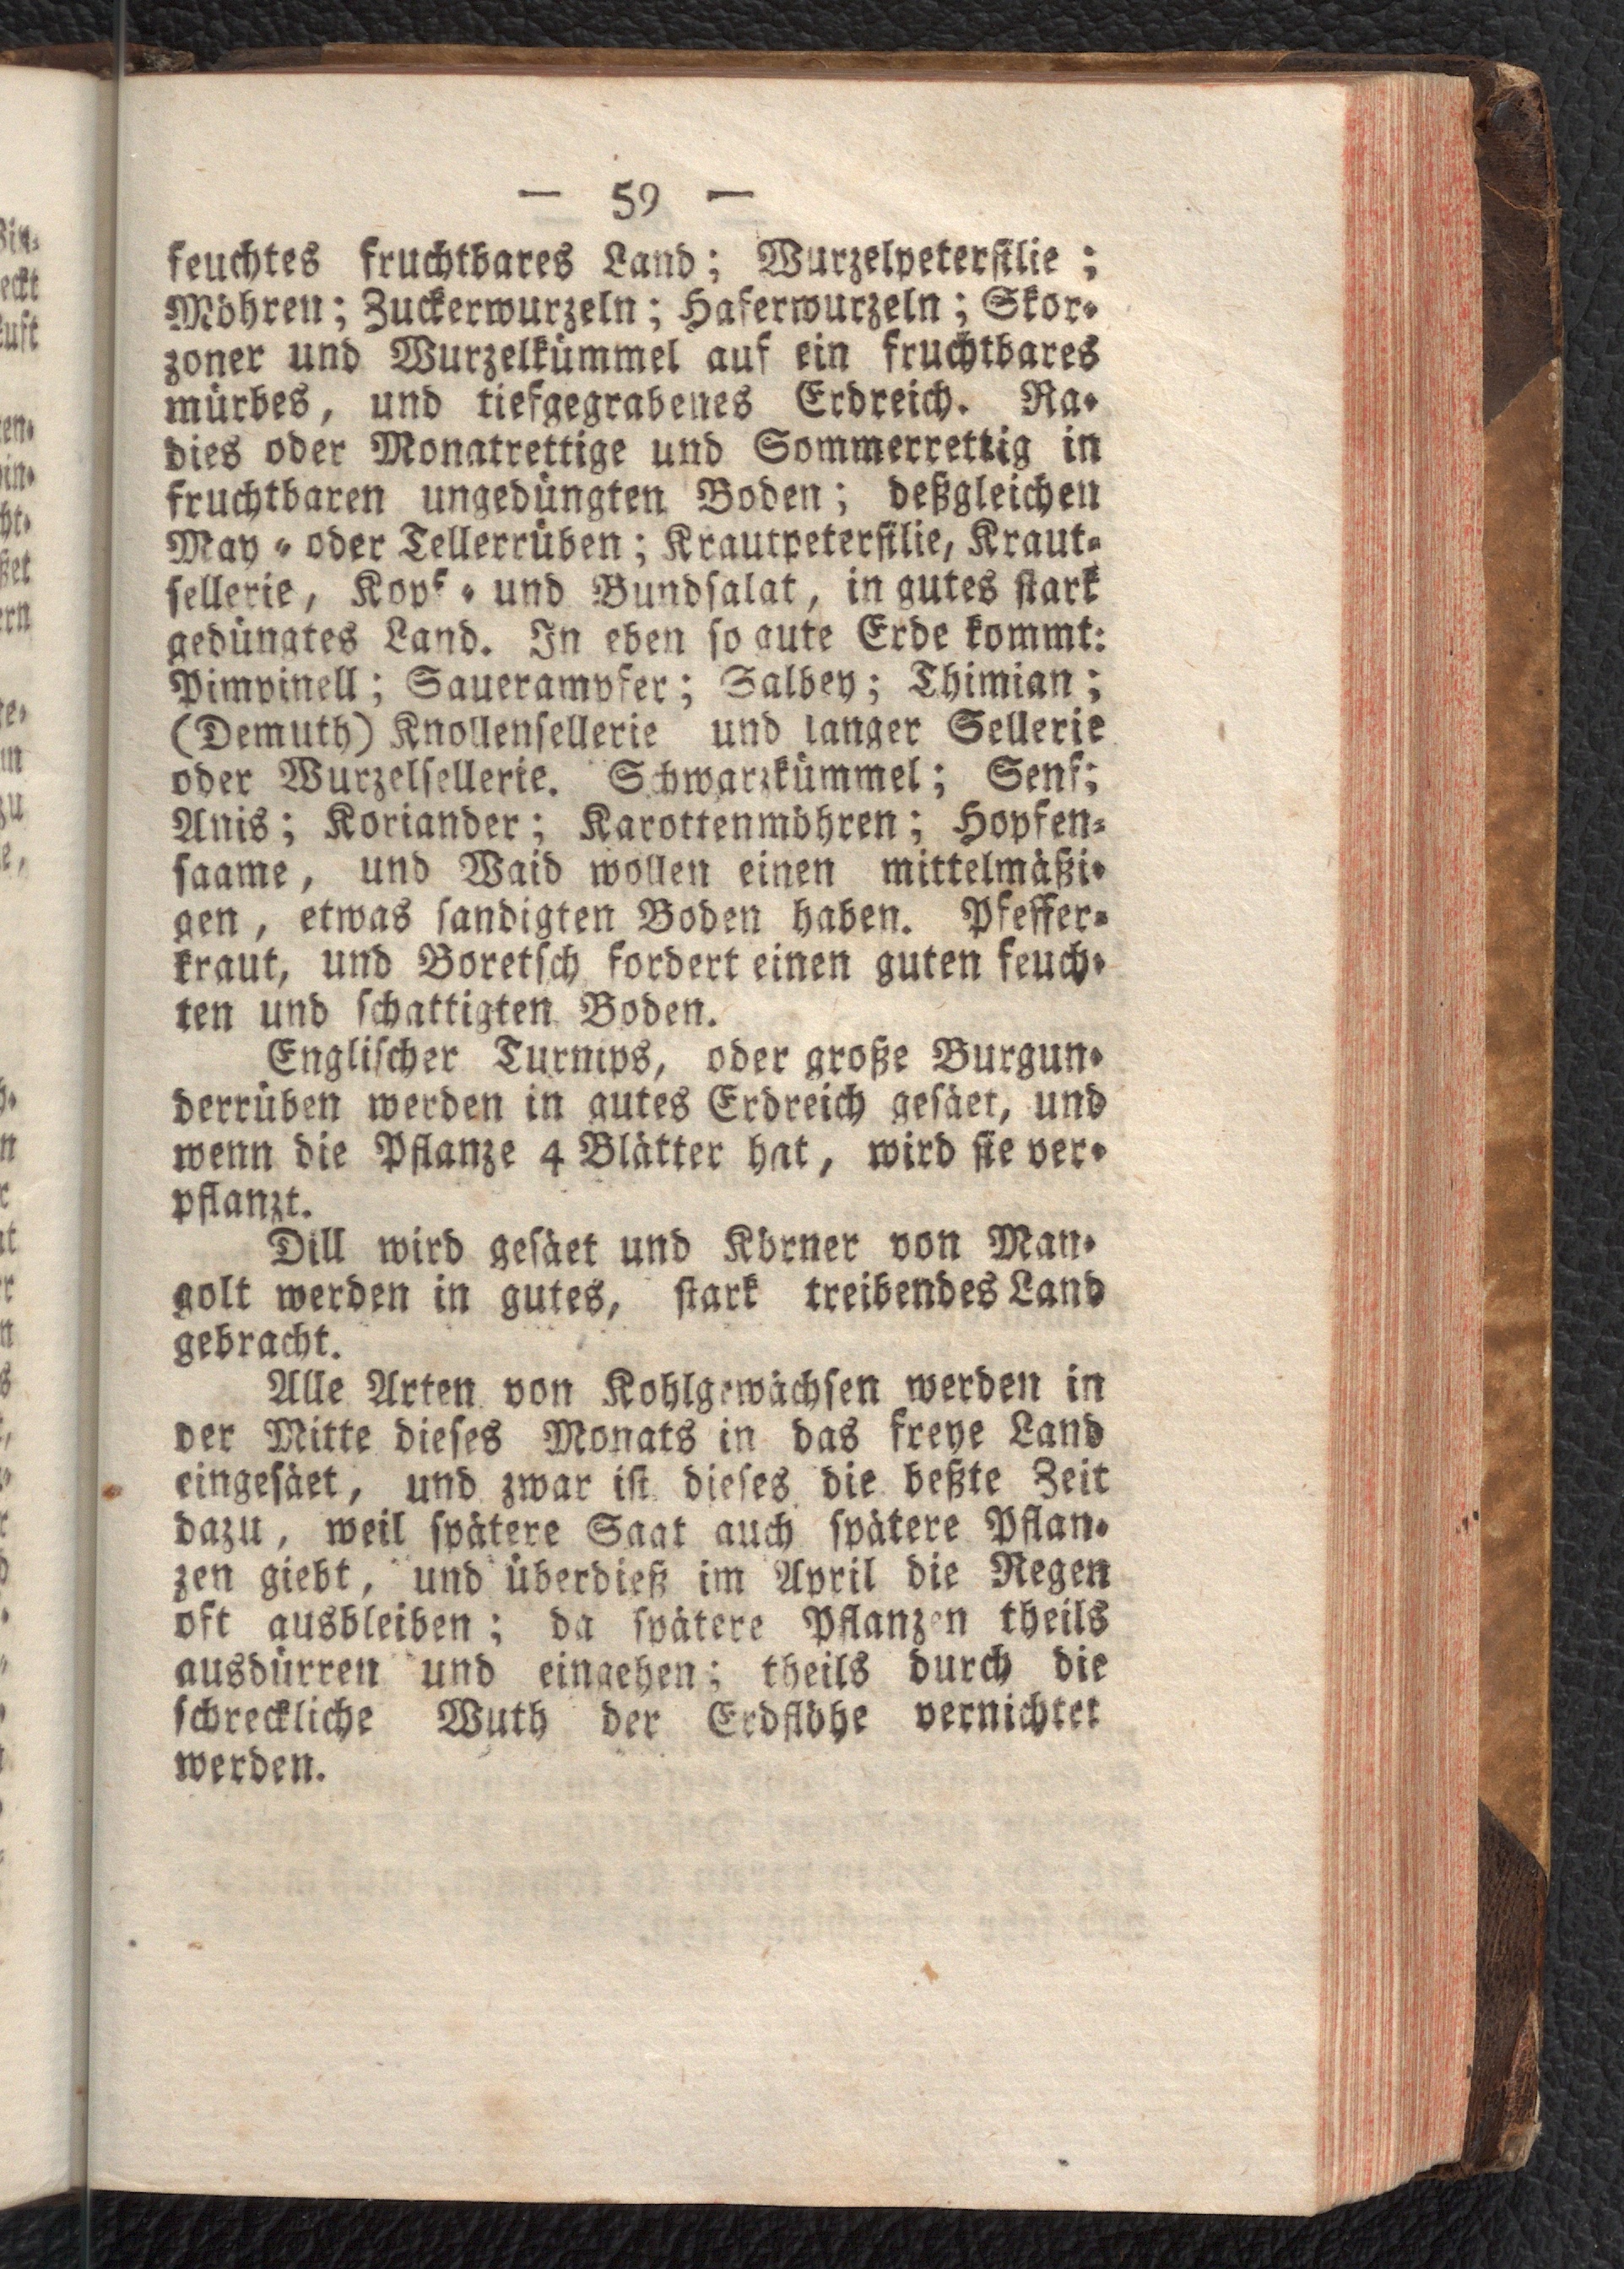 — 59 —
feuchtes fruchtbares Land; Wurzelpetersilie;
Möhren; Zuckerwurzeln; Haferwurzeln; Skor-
zoner und Wurzelkümmel auf ein fruchtbares
mürbes, und tiefgegrabenes Erdreich. Ra-
dies oder Monatrettige und Sommerrettig in
fruchtbaren ungedüngten Boden; deßgleichen
May- oder Tellerrüben; Krautpetersilie, Kraut-
sellerie, Kopf- und Bundsalat, in gutes stark
gedüngtes Land. In eben so gute Erde kommt:
Pimpinell; Sauerampfer; Salbey; Thimian;
(Demuth) Knollensellerie und langer Sellerie
oder Wurzelsellerie. Schwarzkümmel; Senf;
Anis; Koriander; Karottenmöhren; Hopfen-
saame, und Waid wollen einen mittelmäßi-
gen, etwas sandigten Boden haben. Pfeffer-
kraut, und Boretsch fordert einen guten feuch-
ten und schattigten Boden.
Englischer Turnips, oder große Burgun-
derrüben werden in gutes Erdreich gesäet, und
wenn die Pflanze 4 Blätter hat, wird sie ver-
pflanzt.
Dill wird gesäet und Körner von Man-
golt werden in gutes, stark treibendes Land
gebracht.
Alle Arten von Kohlgewächsen werden in
der Mitte dieses Monats in das freye Land
eingesäet, und zwar ist dieses die beßte Zeit
dazu, weil spätere Saat auch spätere Pflan-
zen giebt, und überdieß im April die Regen
oft ausbleiben; da spätere Pflanzen theils
ausdürren und eingehen; theils durch die
schreckliche Wuth der Erdflöhe vernichtet
werden.